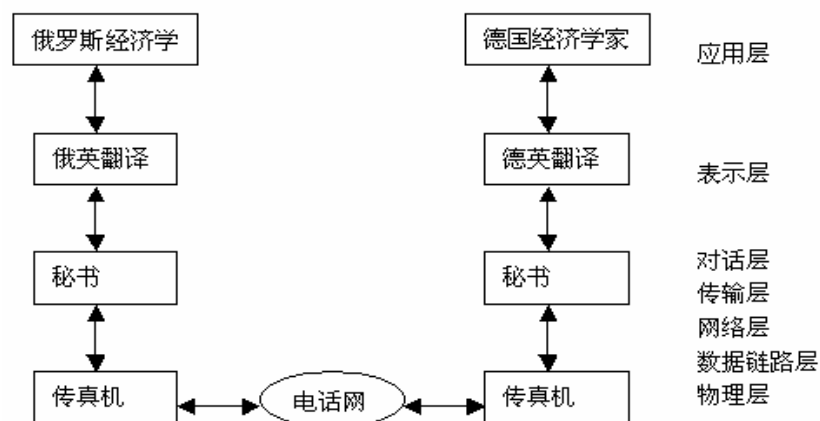 俄罗斯经济学
德国经济学家
应用层
俄英翻译
德英翻译
表示层
秘书
秘书
对话层
传输层
网络层
数据链路层
传真机
电话网
传真机
物理层